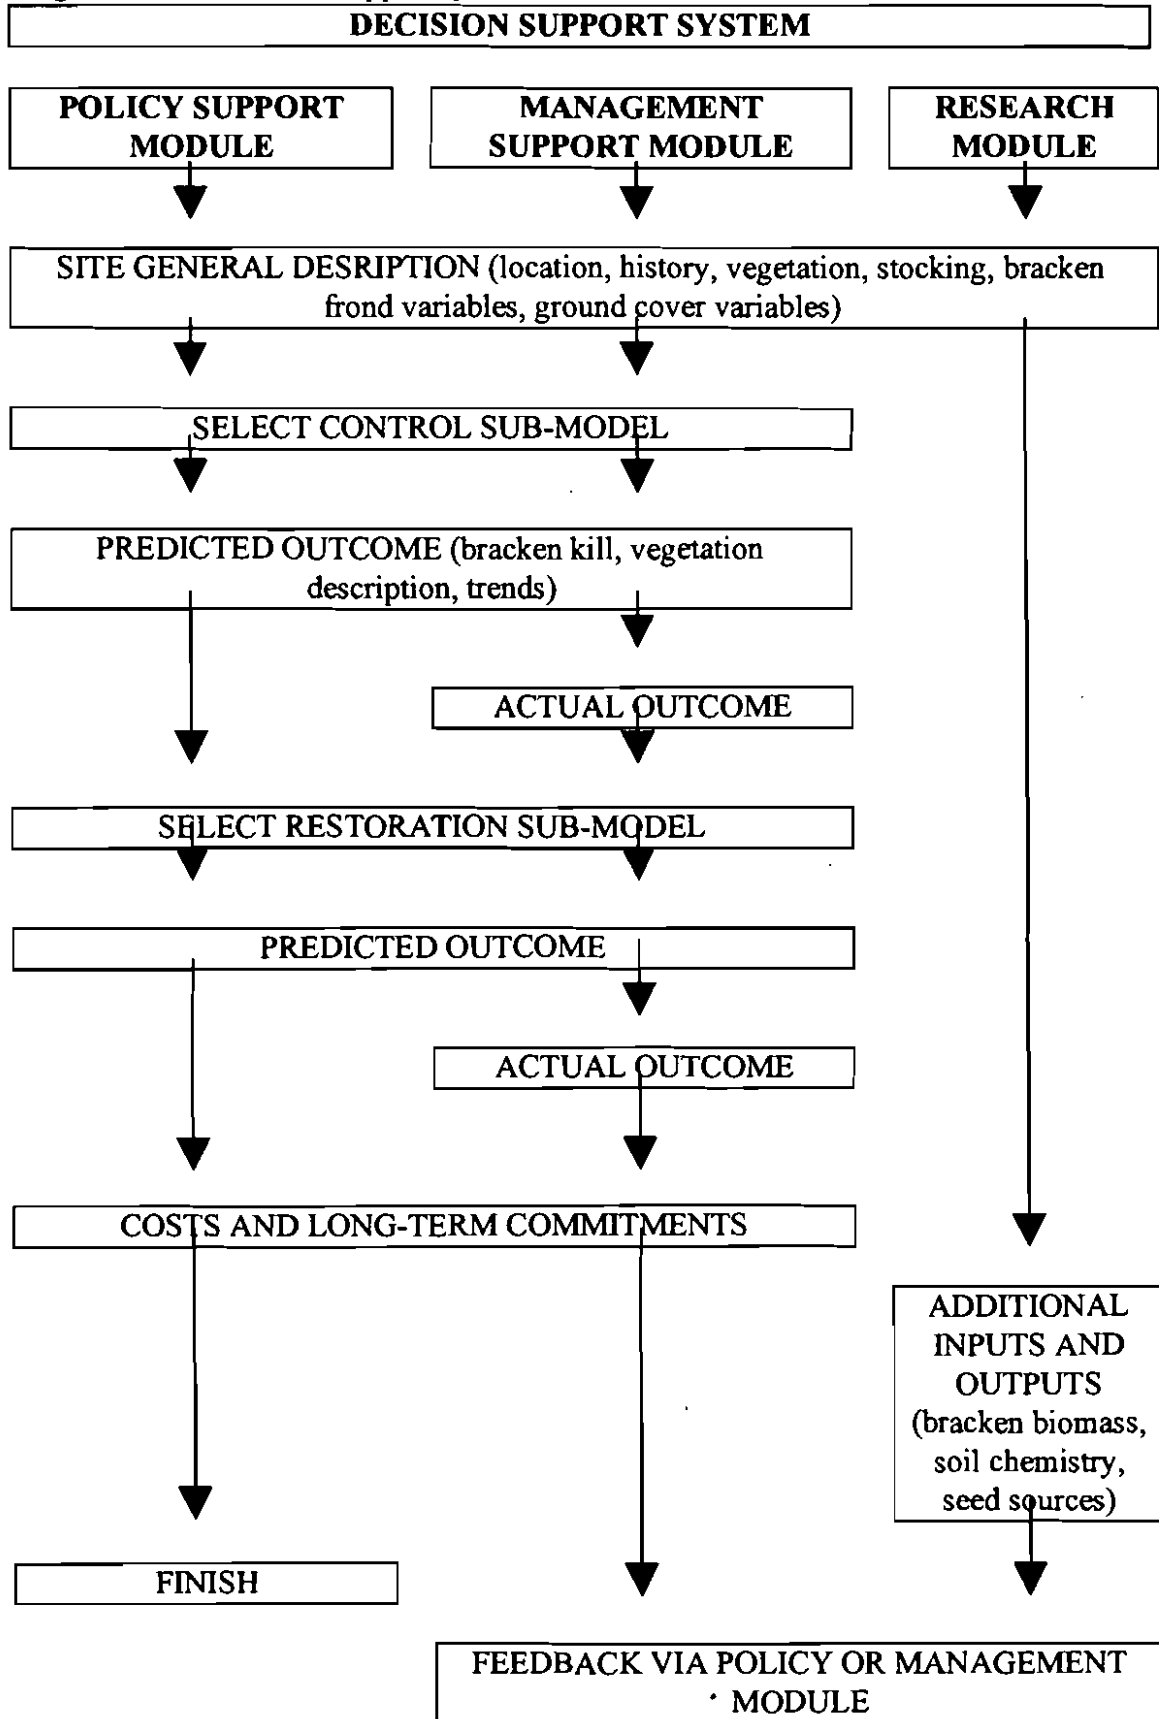 DECISION SUPPORT SYSTEM
POLICY SUPPORT
MODULE
MANAGEMENT
SUPPORT MODULE
RESEARCH
MODULE
SITE GENERAL DESRIPTION (location, history, vegetation, stocking, bracken
frond variables, ground cover variables)
SELECT CONTROL SUB-MODEL
PREDICTED OUTCOME (bracken kill, vegetation
description, trends)
ACTUAL OUTCOME
SELECT RESTORATION SUB-MODEL
PREDICTED OUTCOME
ACTUAL OUTCOME
COSTS AND LONG-TERM COMMITMENTS
ADDITIONAL
INPUTS AND
OUTPUTS
(bracken biomass,
soil chemistry,
seed sources)
FINISH
FEEDBACK VIA POLICY OR MANAGEMENT
MODULE